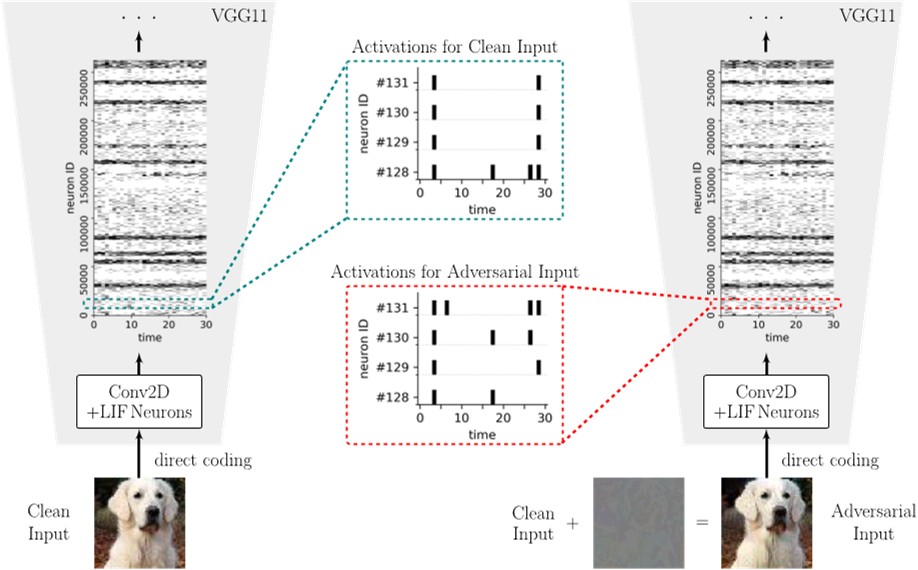 . . .
VGG11
250000
200000
150000
100000
50000
0
neuron ID
0 10 20 30
time
Conv2D
+LIF Neurons
direct coding
Clean
Input
Activations for Clean Input
#131
#130
#129
#128
neuron ID
0 10 20 30
time
Activations for Adversarial Input
#131
#130
#129
#128
neuron ID
0 10 20 30
time
. . .
VGG11
250000
200000
150000
100000
50000
0
neuron ID
0 10 20 30
time
Conv2D
+LIF Neurons
direct coding
Clean
Input
+
=
Adversarial
Input